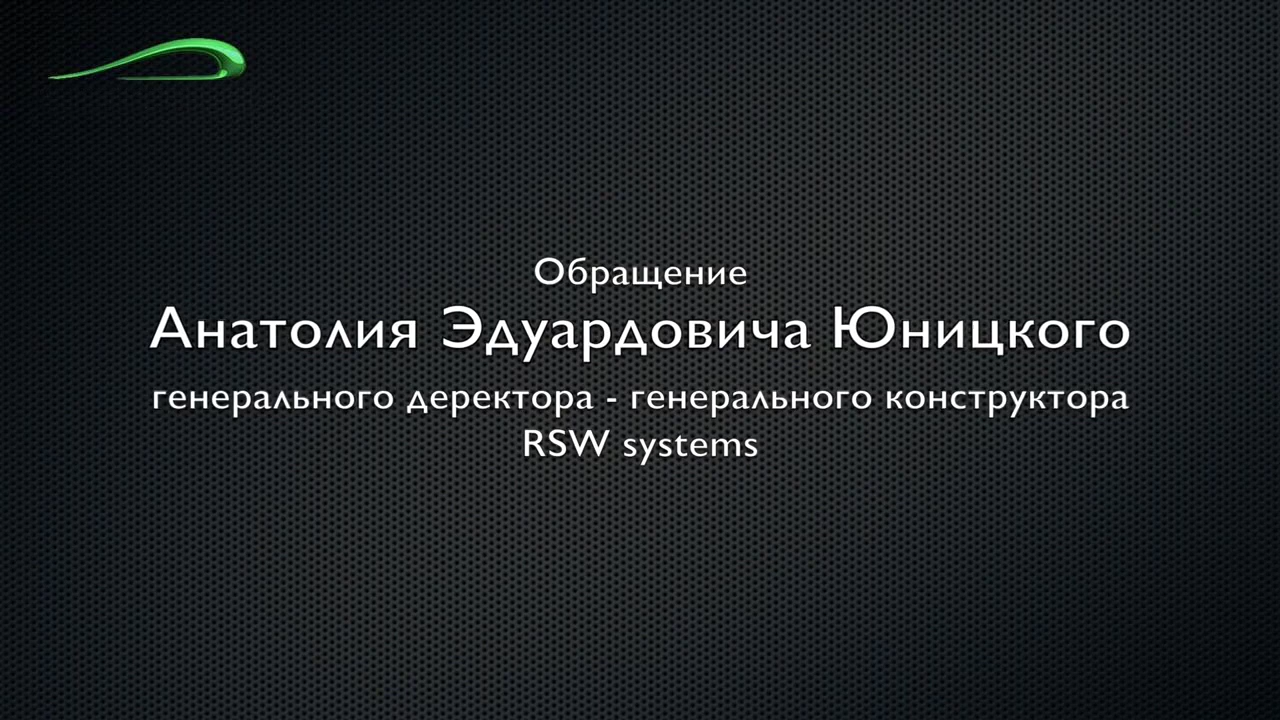 Обращение
Анатолия Эдуардовича Юницкого
генерального деректора - генерального конструктора
RSW systems